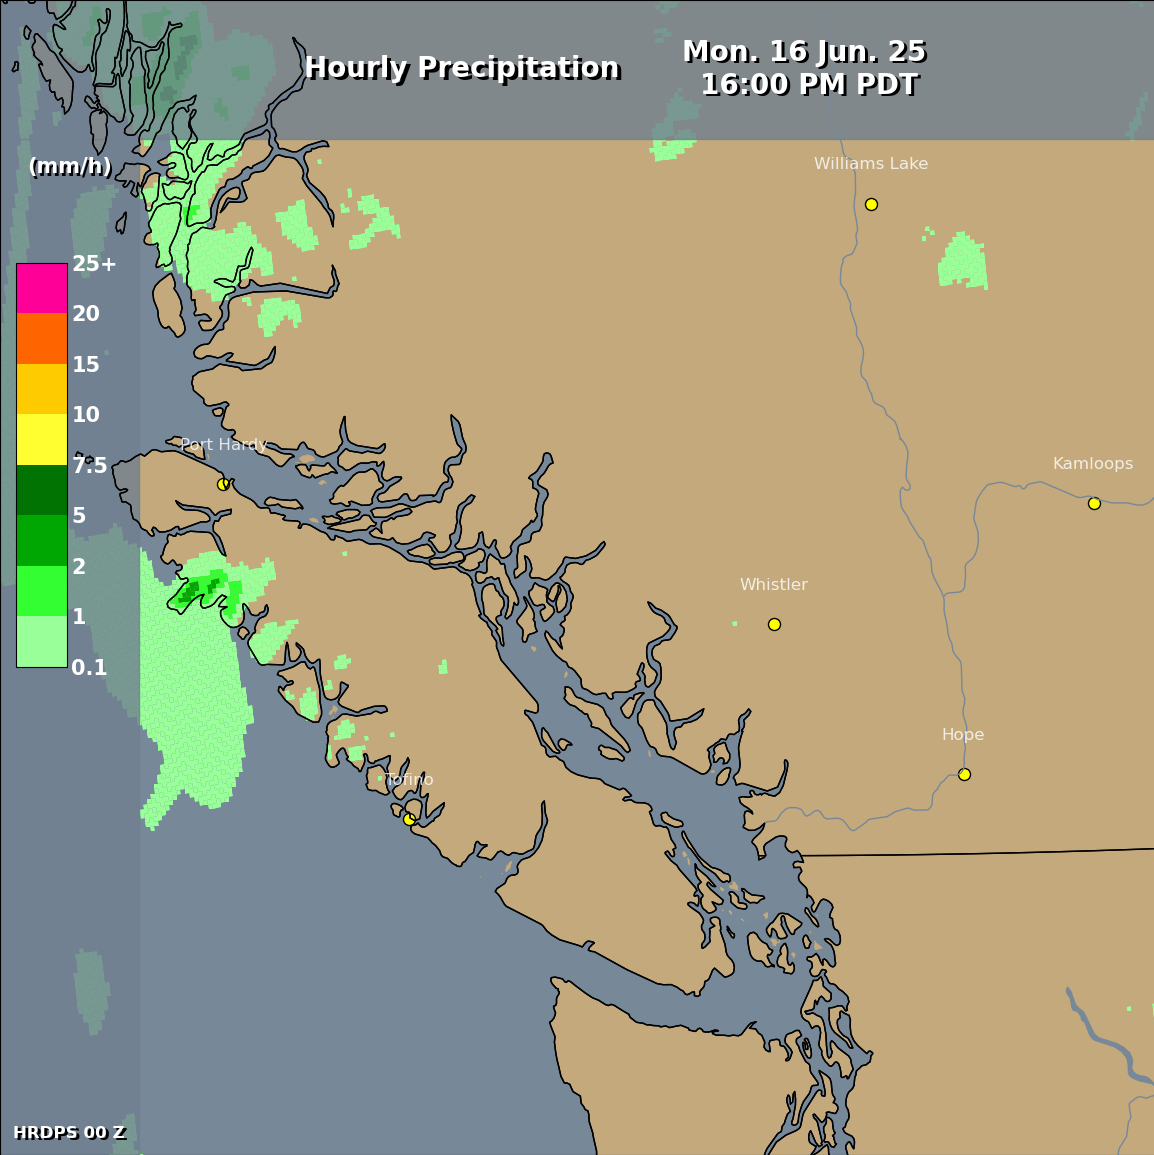 Hourly Precipitation
Mon. 16 Jun. 25
16:00 PM PDT
(mm/h)
Williams Lake
25+
20
15
10
7.5
5
2
1
0.1
Port Hardy
Kamloops
Whistler
Hope
Tofino
HRDPS 00 Z